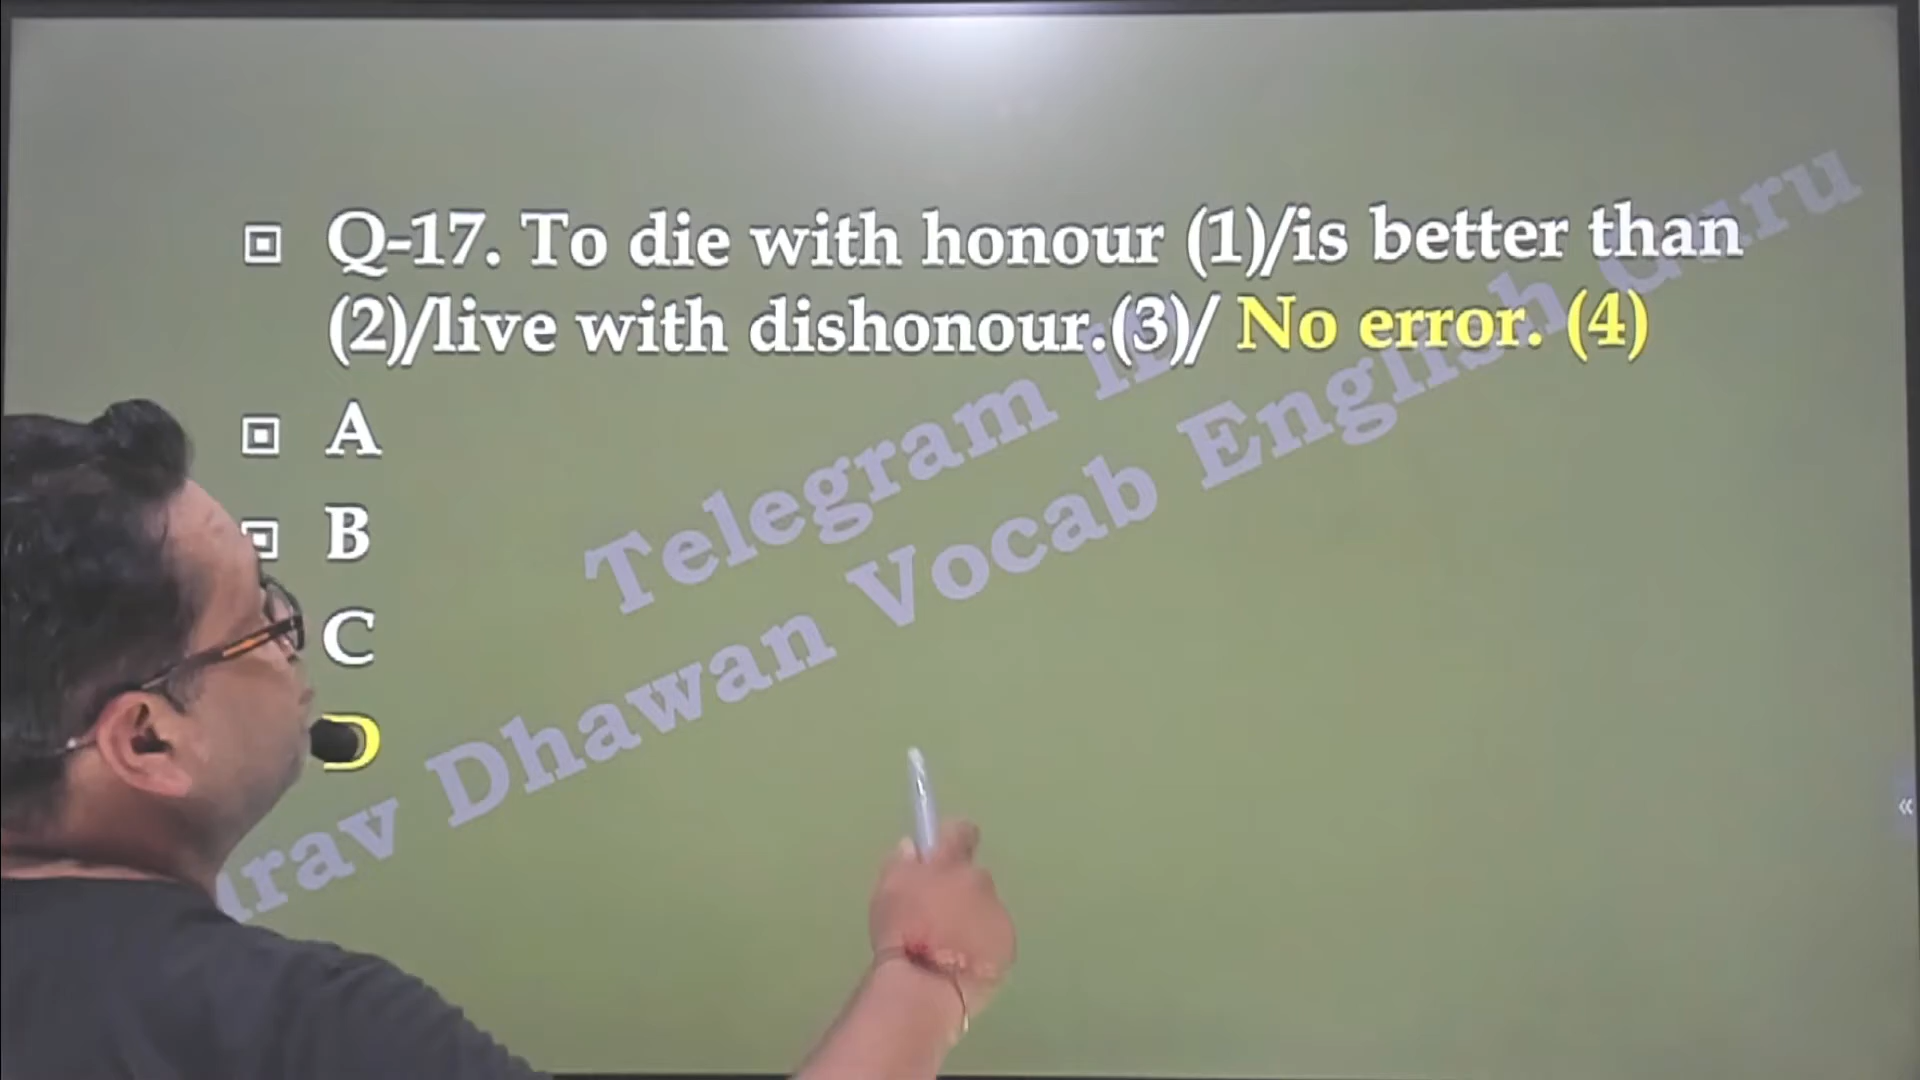 Q-17. To die with honour (1)/is better than
(2)/live with dishonour.(3)/ No error. (4)
A
B
C
D
Telegram in
Dhawan Vocab English Guru
«